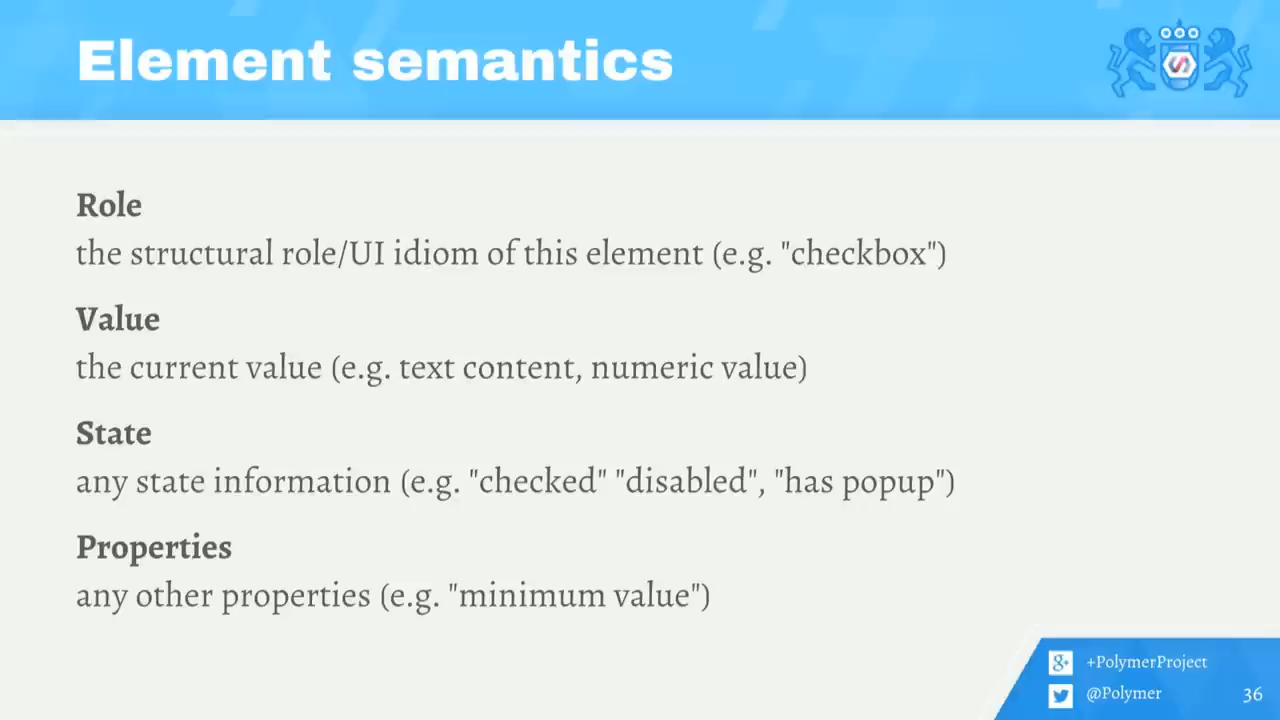 Element semantics
Role
the structural role/UI idiom of this element (e.g. "checkbox")
Value
the current value (e.g. text content, numeric value)
State
any state information (e.g. "checked" "disabled", "has popup")
Properties
any other properties (e.g. "minimum value")
+PolymerProject
@Polymer
36